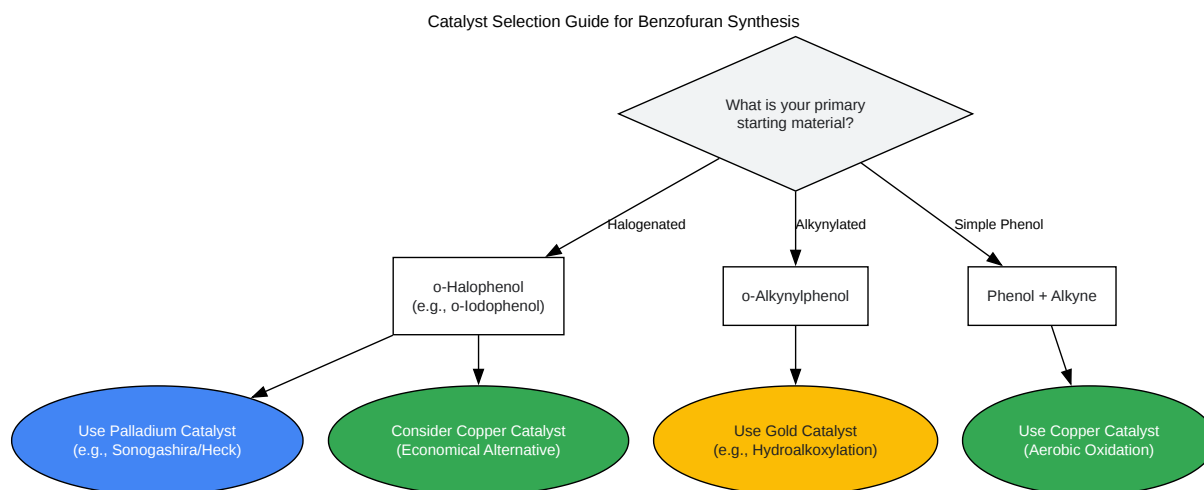 Catalyst Selection Guide for Benzofuran Synthesis
What is your primary
starting material?
Halogenated
Alkynylated
Simple Phenol
o-Halophenol
(e.g., o-Iodophenol)
o-Alkynylphenol
Phenol + Alkyne
Use Palladium Catalyst
(e.g., Sonogashira/Heck)
Consider Copper Catalyst
(Economical Alternative)
Use Gold Catalyst
(e.g., Hydroalkoxylation)
Use Copper Catalyst
(Aerobic Oxidation)